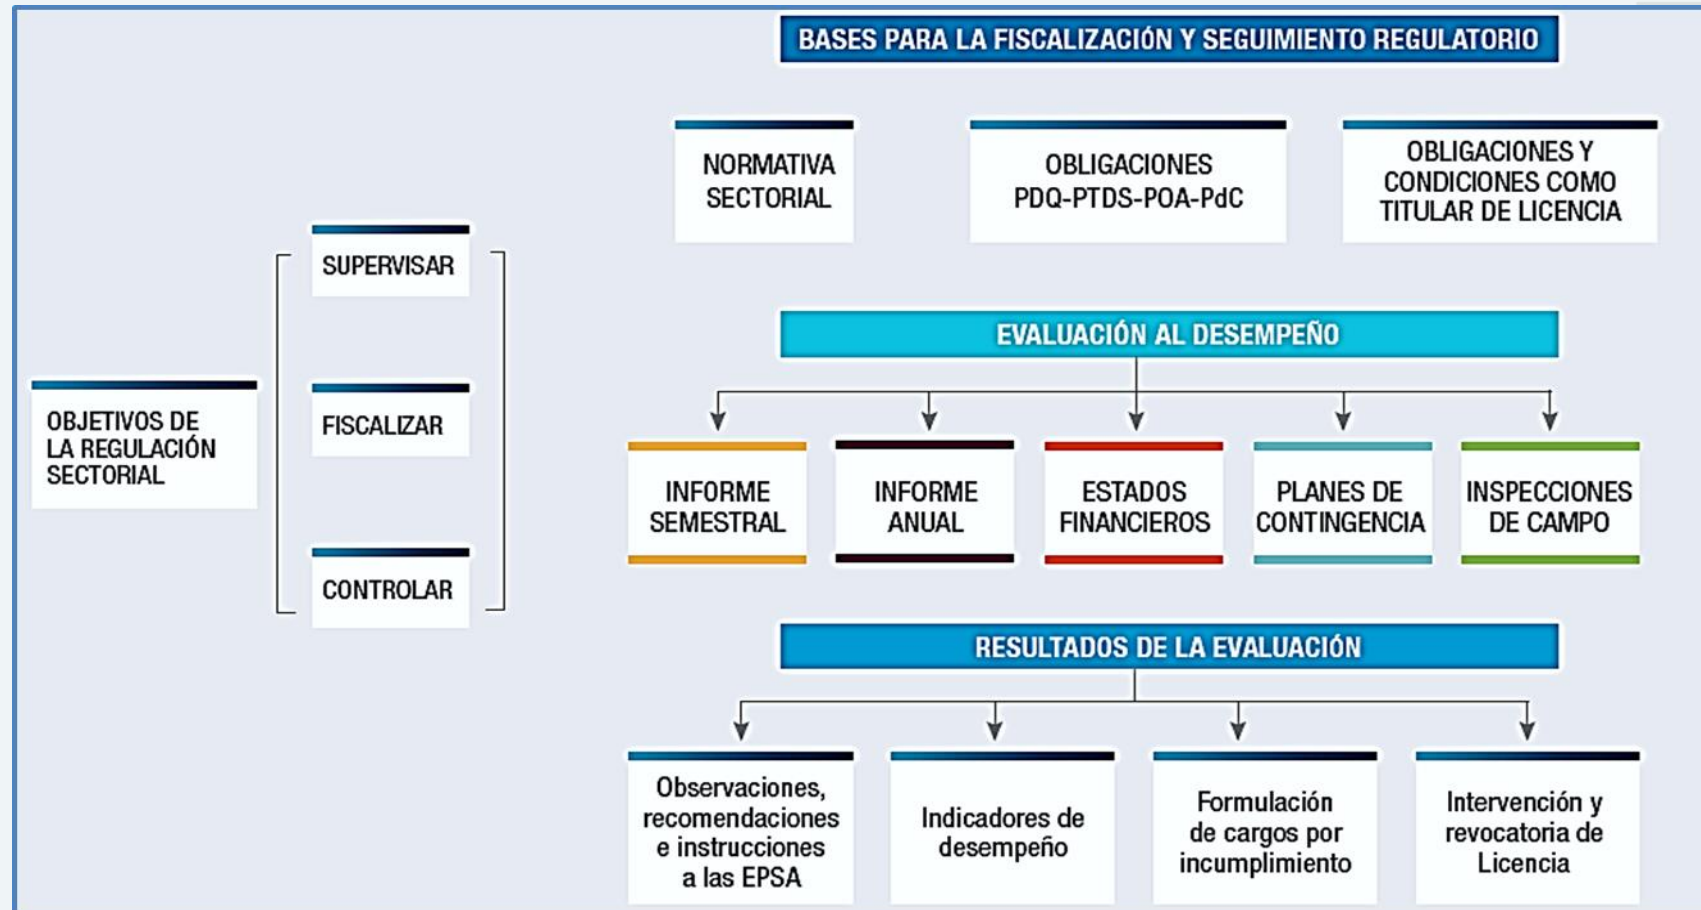 BASES PARA LA FISCALIZACIÓN Y SEGUIMIENTO REGULATORIO
NORMATIVA
SECTORIAL
OBLIGACIONES
PDQ-PTDS-POA-PdC
OBLIGACIONES Y
CONDICIONES COMO
TITULAR DE LICENCIA
OBJETIVOS DE
LA REGULACIÓN
SECTORIAL
SUPERVISAR
FISCALIZAR
CONTROLAR
EVALUACIÓN AL DESEMPEÑO
INFORME
SEMESTRAL
INFORME
ANUAL
ESTADOS
FINANCIEROS
PLANES DE
CONTINGENCIA
INSPECCIONES
DE CAMPO
RESULTADOS DE LA EVALUACIÓN
Observaciones,
recomendaciones
e instrucciones
a las EPSA
Indicadores de
desempeño
Formulación
de cargos por
incumplimiento
Intervención y
revocatoria de
Licencia